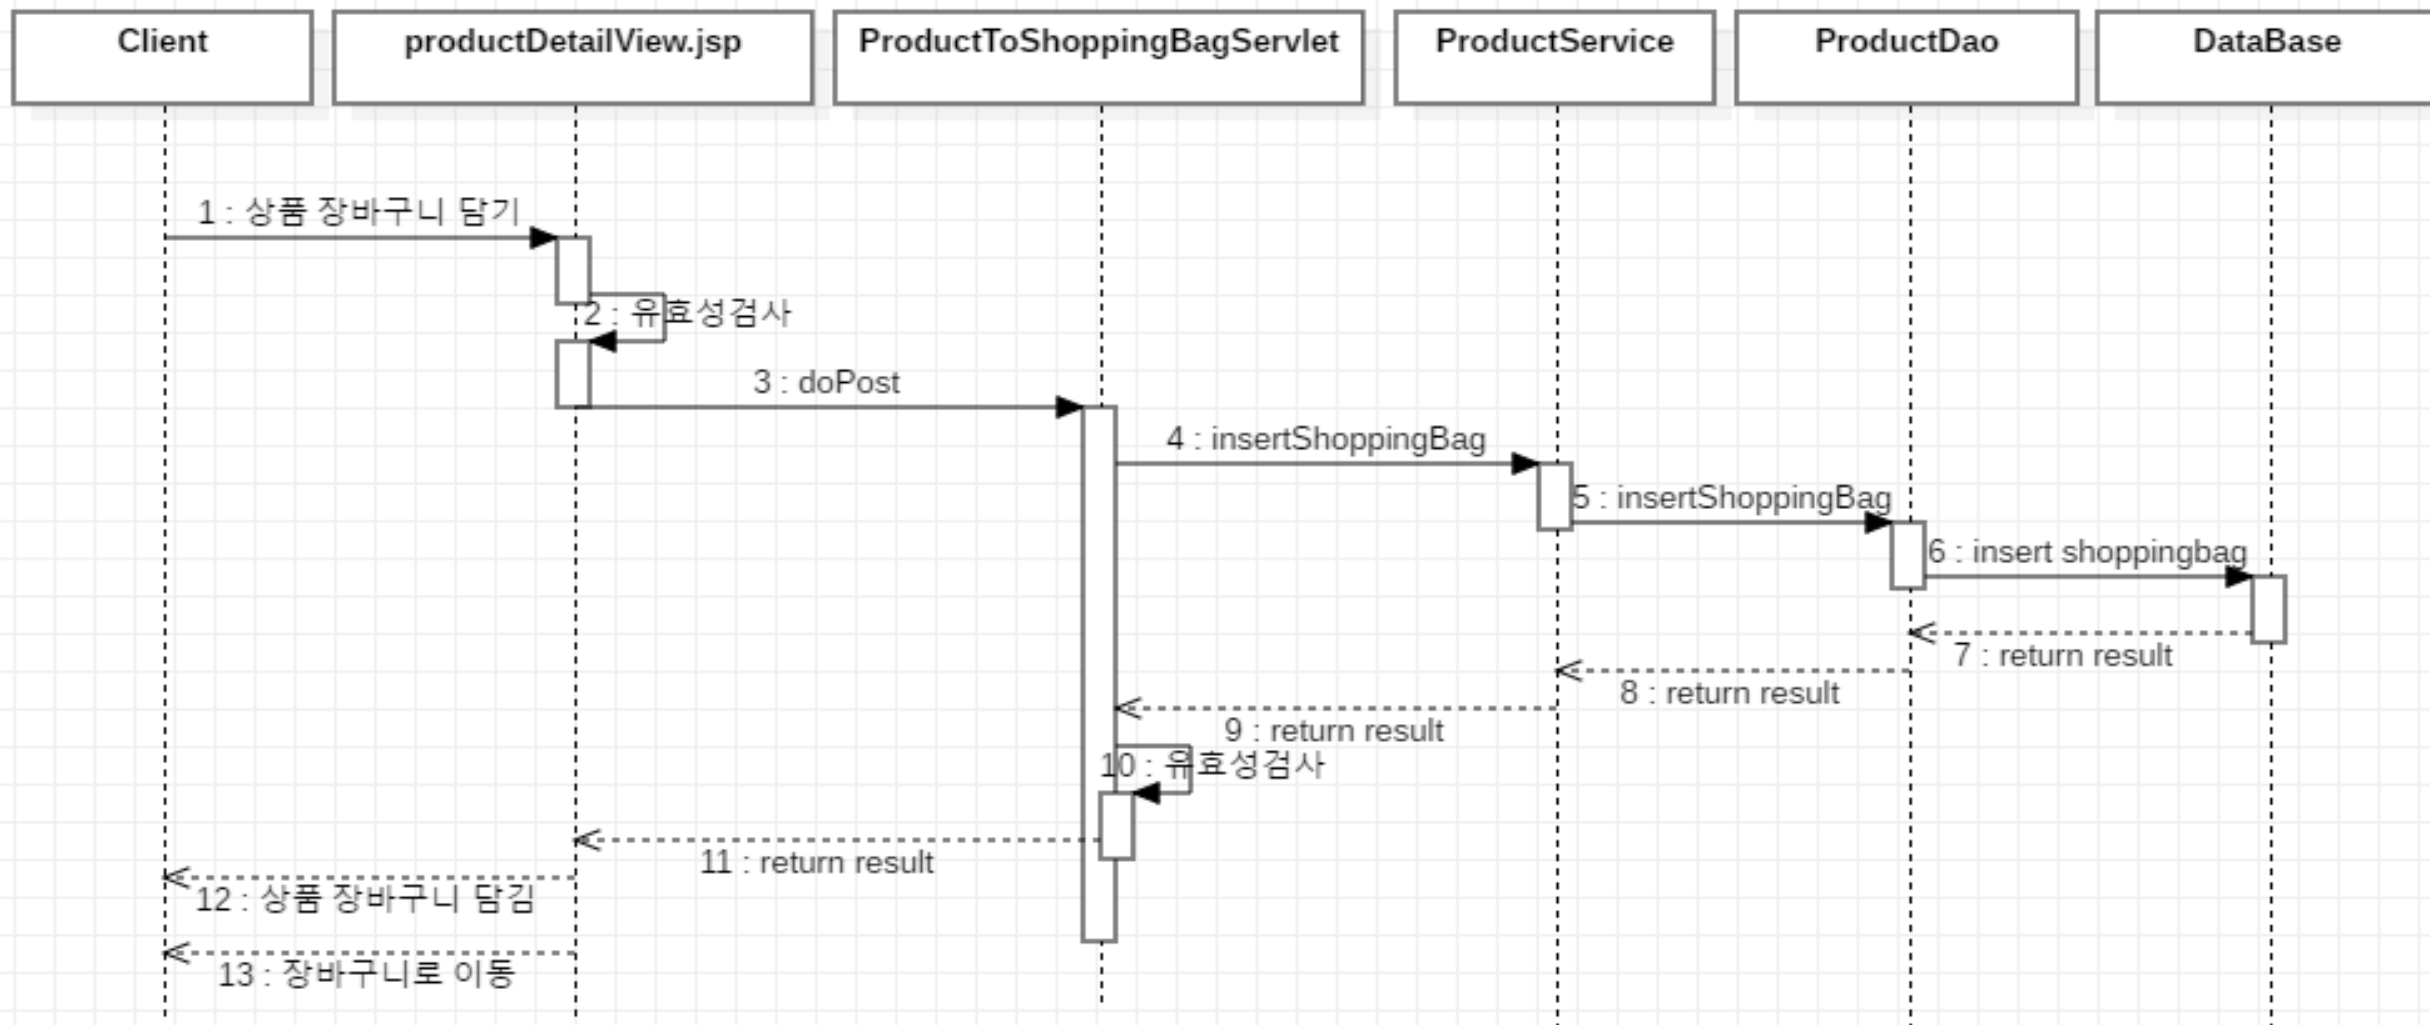 Client
productDetailView.jsp
ProductToShoppingBagServlet
ProductService
ProductDao
DataBase
1 : 상품 장바구니 담기
2 : 유효성검사
3 : doPost
4 : insertShoppingBag
5 : insertShoppingBag
6 : insert shoppingbag
7 : return result
8 : return result
9 : return result
10 : 유효성검사
11 : return result
12 : 상품 장바구니 담김
13 : 장바구니로 이동